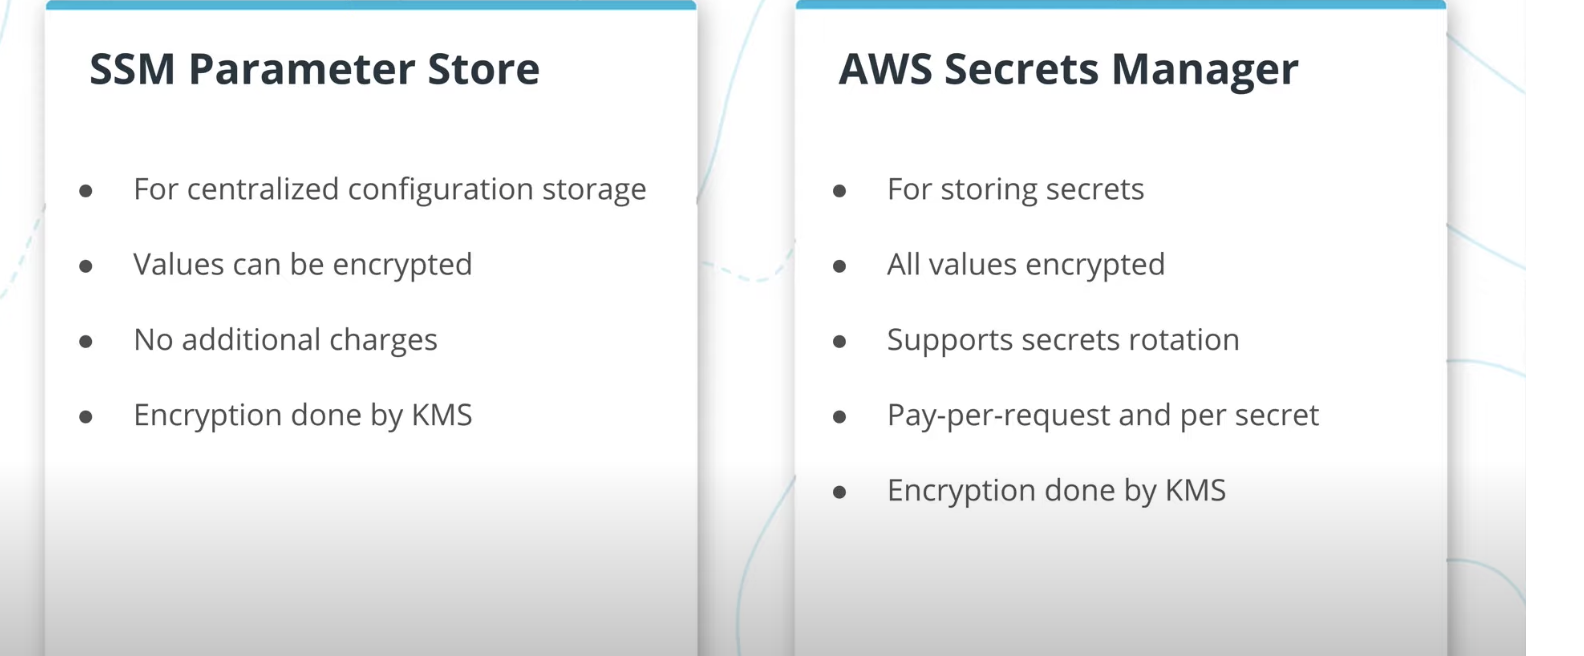 SSM Parameter Store
● For centralized configuration storage
● Values can be encrypted
● No additional charges
● Encryption done by KMS
AWS Secrets Manager
● For storing secrets
● All values encrypted
● Supports secrets rotation
● Pay-per-request and per secret
● Encryption done by KMS